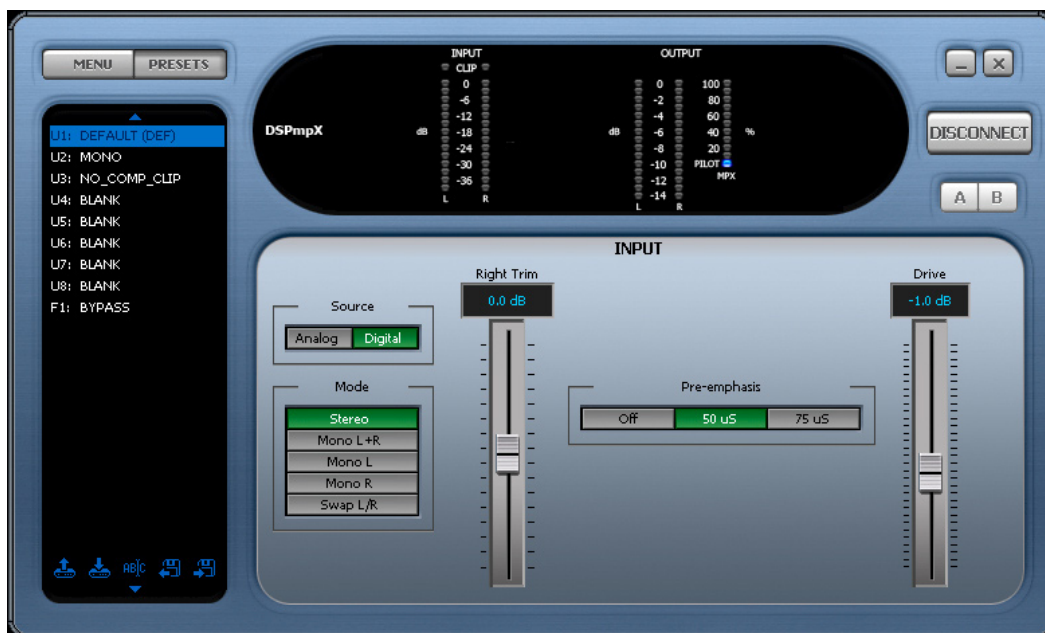 MENU PRESETS
U1: DEFAULT (DEF)
U2: MONO
U3: NO_COMP_CLIP
U4: BLANK
U5: BLANK
U6: BLANK
U7: BLANK
U8: BLANK
F1: BYPASS
AB|C
DSPmpX
INPUT
CLIP
0
-6
-12
dB -18
-24
-30
-36
L R
OUTPUT
0 100
-2 80
-4 60
dB -6 40 %
-8 20
-10 PILOT
-12 MPX
-14
L R
DISCONNECT
A B
INPUT
Source
Analog Digital
Mode
Stereo
Mono L+R
Mono L
Mono R
Swap L/R
Right Trim
0.0 dB
Pre-emphasis
Off 50 uS 75 uS
Drive
-1.0 dB